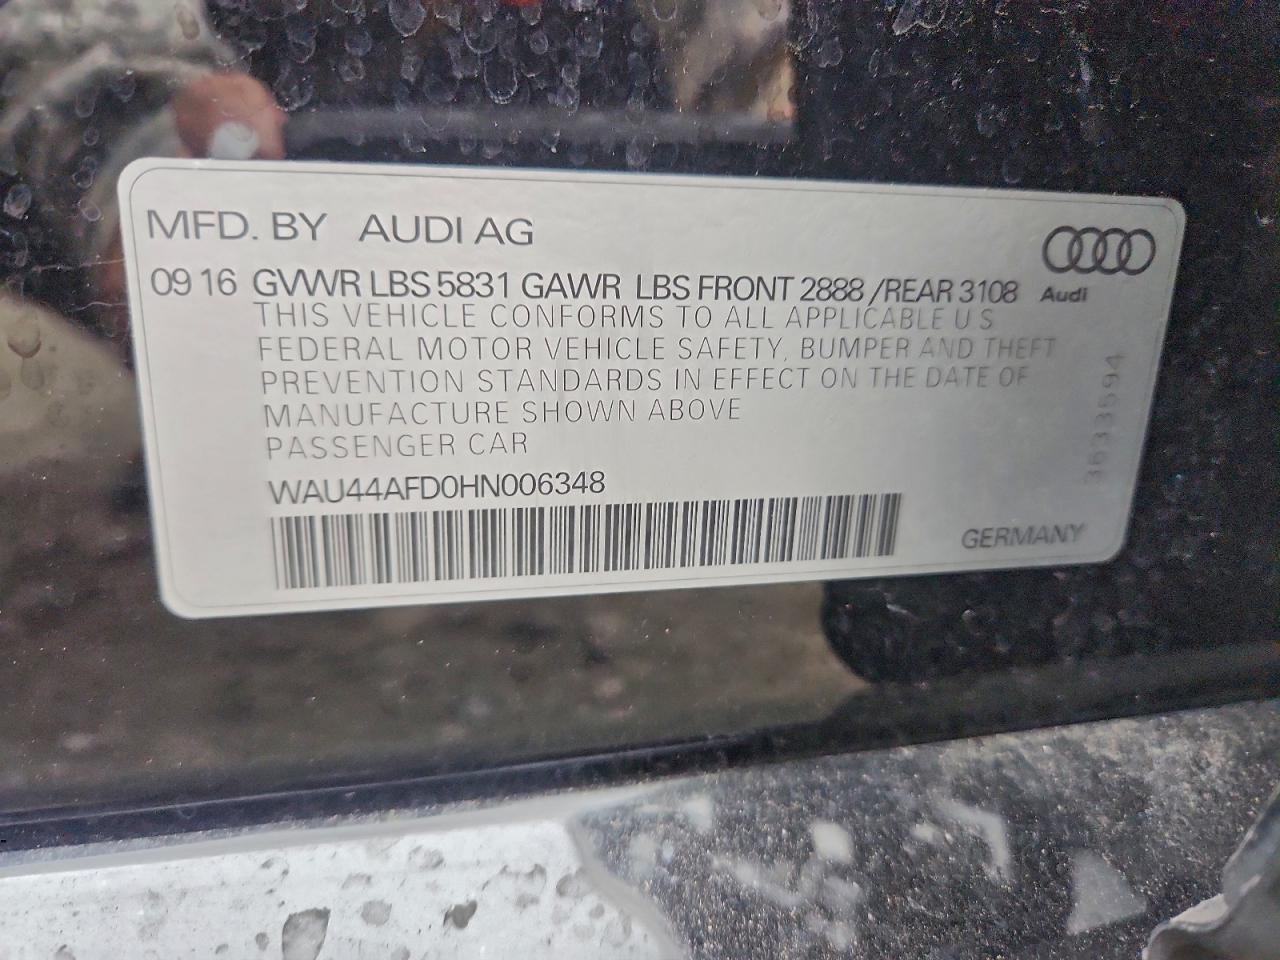 MFD. BY AUDI AG
09 16 GVWR LBS 5831 GAWR LBS FRONT 2888 /REAR 3108
Audi
THIS VEHICLE CONFORMS TO ALL APPLICABLE U S
FEDERAL MOTOR VEHICLE SAFETY, BUMPER AND THEFT
PREVENTION STANDARDS IN EFFECT ON THE DATE OF
MANUFACTURE SHOWN ABOVE
PASSENGER CAR
WAU44AFD0HN006348
GERMANY
3633594